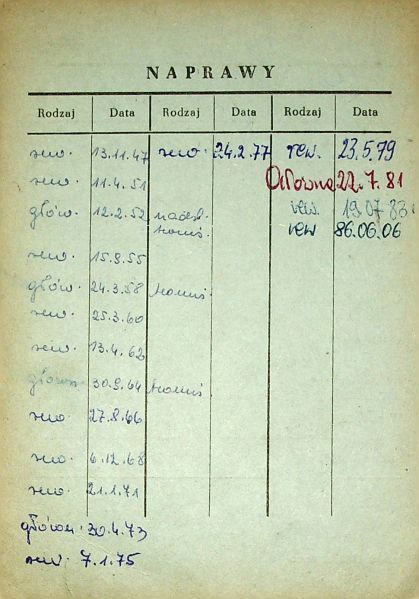 NAPRAWY
Rodzaj Data Rodzaj Data Rodzaj Data
rew. 13.11.47 rew. 24.2.77 rew. 23.5.79
rew. 11.4.51 Główna 22.7.81
głów. 12.2.52 rew. 19.07.83
rew 86.06.06
rew. 15.9.55
głów. 24.3.58
rew. 25.3.60
rew. 13.4.62
główna 30.9.64
rew. 27.8.66
rew. 6.12.68
rew. 21.1.71
główn. 30.4.73
rew. 7.1.75